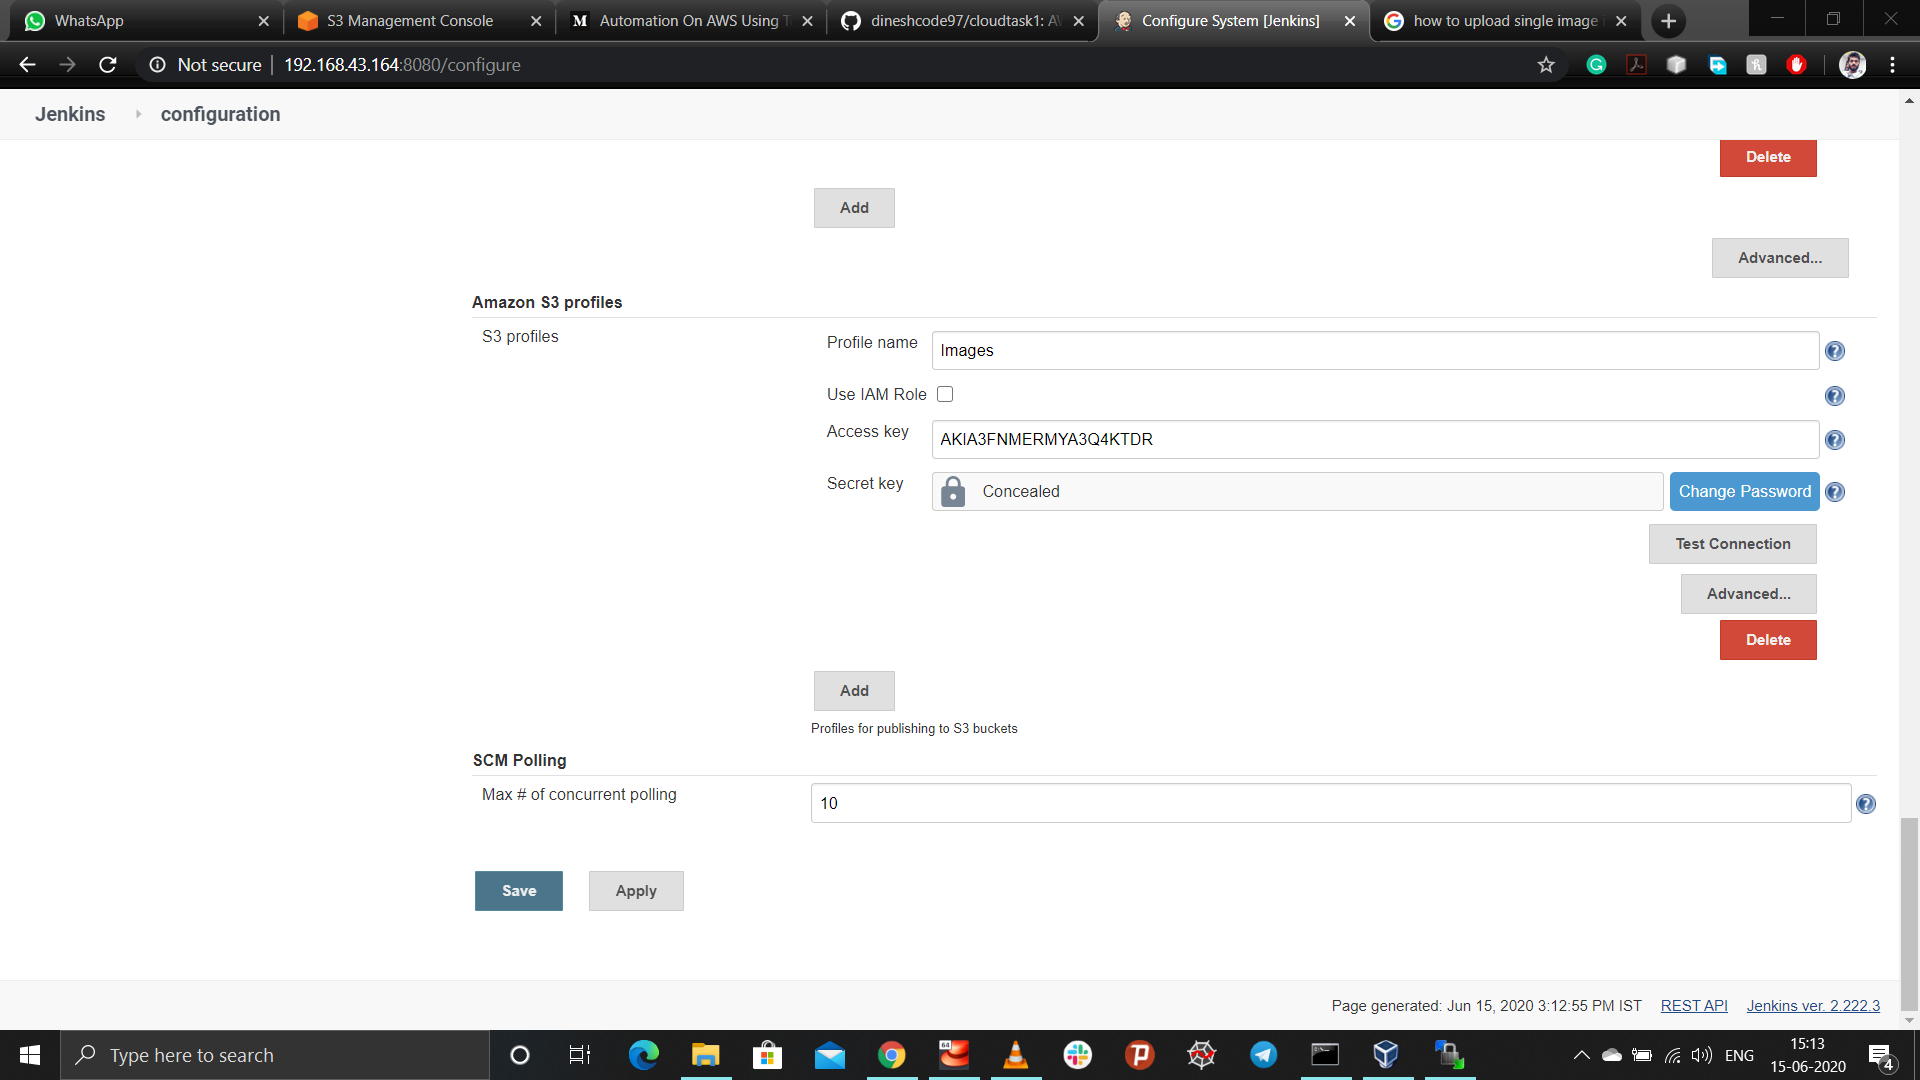 WhatsApp
S3 Management Console
Automation On AWS Using T
dineshcode97/cloudtask1: A
Configure System [Jenkins]
how to upload single image
Not secure
192.168.43.164:8080/configure
Jenkins
configuration
Delete
Add
Advanced...
Amazon S3 profiles
S3 profiles
Profile name
Images
Use IAM Role
Access key
AKIA3FNMERMYA3Q4KTDR
Secret key
Concealed
Change Password
Test Connection
Advanced...
Delete
Add
Profiles for publishing to S3 buckets
SCM Polling
Max # of concurrent polling
10
Save
Apply
Page generated: Jun 15, 2020 3:12:55 PM IST
REST API
Jenkins ver. 2.222.3
Type here to search
64
ENG
15:13
15-06-2020
4